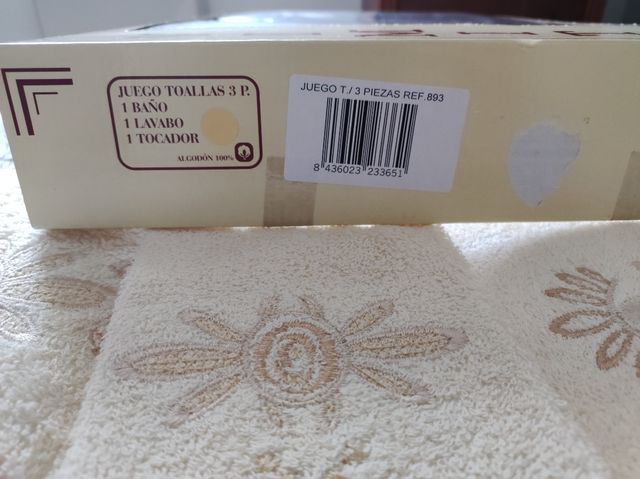 JUEGO TOALLAS 3 P.
1 BAÑO
1 LAVABO
1 TOCADOR
ALGODÓN 100%
JUEGO T./ 3 PIEZAS REF.893
8 436023 233651